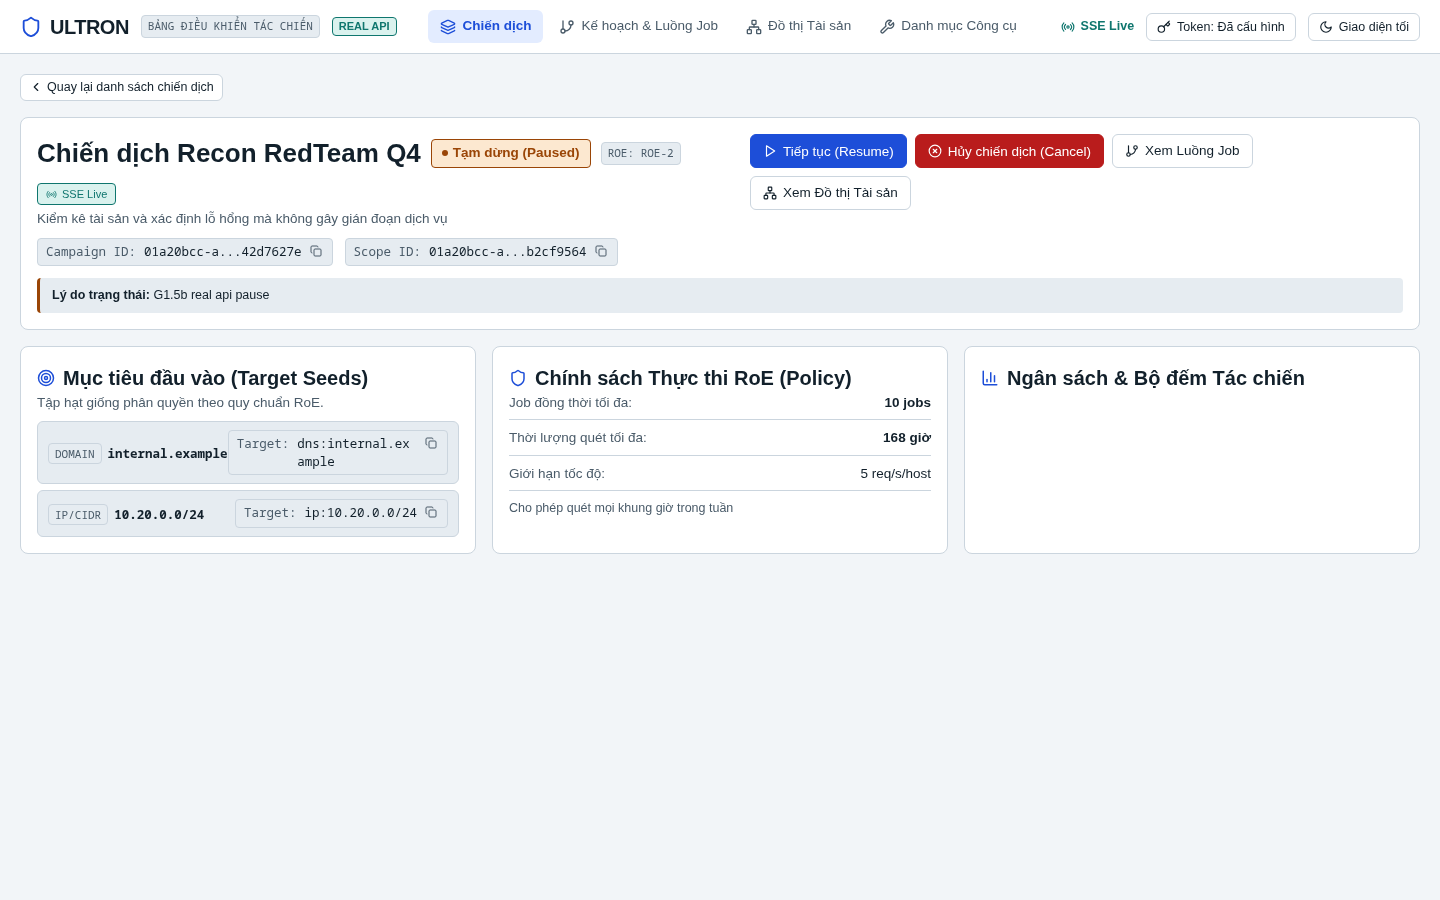 ULTRON BẢNG ĐIỀU KHIỂN TÁC CHIẾN REAL API Chiến dịch Kế hoạch & Luồng Job Đồ thị Tài sản Danh mục Công cụ SSE Live Token: Đã cấu hình Giao diện tối
Quay lại danh sách chiến dịch
Chiến dịch Recon RedTeam Q4 Tạm dừng (Paused) ROE: ROE-2
SSE Live
Kiểm kê tài sản và xác định lỗ hổng mà không gây gián đoạn dịch vụ
Campaign ID: 01a20bcc-a...42d7627e Scope ID: 01a20bcc-a...b2cf9564
Tiếp tục (Resume) Hủy chiến dịch (Cancel) Xem Luồng Job
Xem Đồ thị Tài sản
Lý do trạng thái: G1.5b real api pause
Mục tiêu đầu vào (Target Seeds)
Tập hạt giống phân quyền theo quy chuẩn RoE.
DOMAIN internal.example Target: dns:internal.ex
ample
IP/CIDR 10.20.0.0/24 Target: ip:10.20.0.0/24
Chính sách Thực thi RoE (Policy)
Job đồng thời tối đa: 10 jobs
Thời lượng quét tối đa: 168 giờ
Giới hạn tốc độ: 5 req/s/host
Cho phép quét mọi khung giờ trong tuần
Ngân sách & Bộ đếm Tác chiến